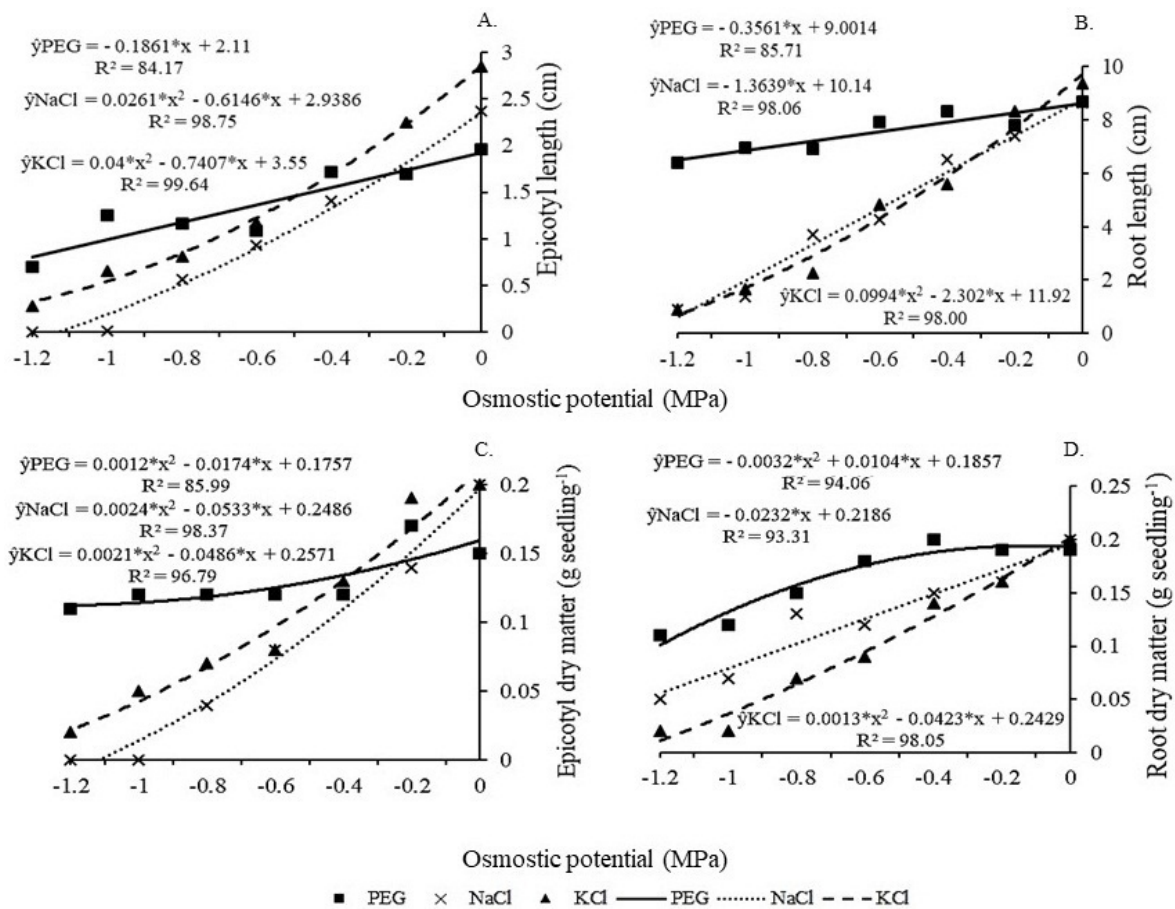 A.
ŷPEG = - 0.1861*x + 2.11
R² = 84.17
ŷNaCl = 0.0261*x² - 0.6146*x + 2.9386
R² = 98.75
ŷKCl = 0.04*x² - 0.7407*x + 3.55
R² = 99.64
3
2.5
2
1.5
1
0.5
0
Epicotyl length (cm)
-1.2 -1 -0.8 -0.6 -0.4 -0.2 0
B.
ŷPEG = - 0.3561*x + 9.0014
R² = 85.71
ŷNaCl = -1.3639*x + 10.14
R² = 98.06
ŷKCl = 0.0994*x² - 2.302*x + 11.92
R² = 98.00
10
8
6
4
2
0
Root length (cm)
-1.2 -1 -0.8 -0.6 -0.4 -0.2 0
Osmostic potential (MPa)
C.
ŷPEG = 0.0012*x² - 0.0174*x + 0.1757
R² = 85.99
ŷNaCl = 0.0024*x² - 0.0533*x + 0.2486
R² = 98.37
ŷKCl = 0.0021*x² - 0.0486*x + 0.2571
R² = 96.79
0.2
0.15
0.1
0.05
0
Epicotyl dry matter (g seedling⁻¹)
-1.2 -1 -0.8 -0.6 -0.4 -0.2 0
D.
ŷPEG = - 0.0032*x² + 0.0104*x + 0.1857
R² = 94.06
ŷNaCl = -0.0232*x + 0.2186
R² = 93.31
ŷKCl = 0.0013*x² - 0.0423*x + 0.2429
R² = 98.05
0.25
0.2
0.15
0.1
0.05
0
Root dry matter (g seedling⁻¹)
-1.2 -1 -0.8 -0.6 -0.4 -0.2 0
Osmostic potential (MPa)
PEG NaCl KCl PEG NaCl KCl